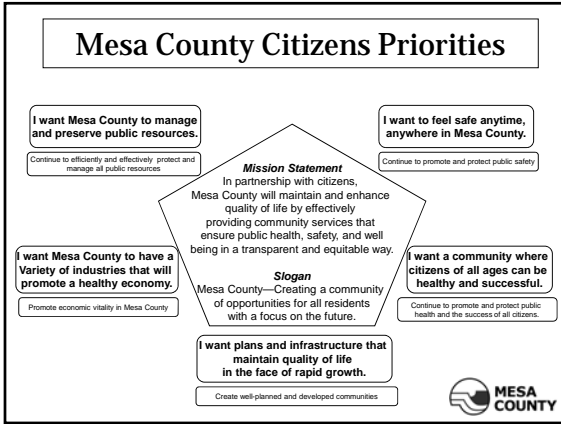 Mesa County Citizens Priorities
I want Mesa County to manage
and preserve public resources.
Continue to efficiently and effectively protect and
manage all public resources
I want to feel safe anytime,
anywhere in Mesa County.
Continue to promote and protect public safety
Mission Statement
In partnership with citizens,
Mesa County will maintain and enhance
quality of life by effectively
providing community services that
ensure public health, safety, and well
being in a transparent and equitable way.
Slogan
Mesa County—Creating a community
of opportunities for all residents
with a focus on the future.
I want Mesa County to have a
Variety of industries that will
promote a healthy economy.
Promote economic vitality in Mesa County
I want a community where
citizens of all ages can be
healthy and successful.
Continue to promote and protect public
health and the success of all citizens.
I want plans and infrastructure that
maintain quality of life
in the face of rapid growth.
Create well-planned and developed communities
MESA
COUNTY